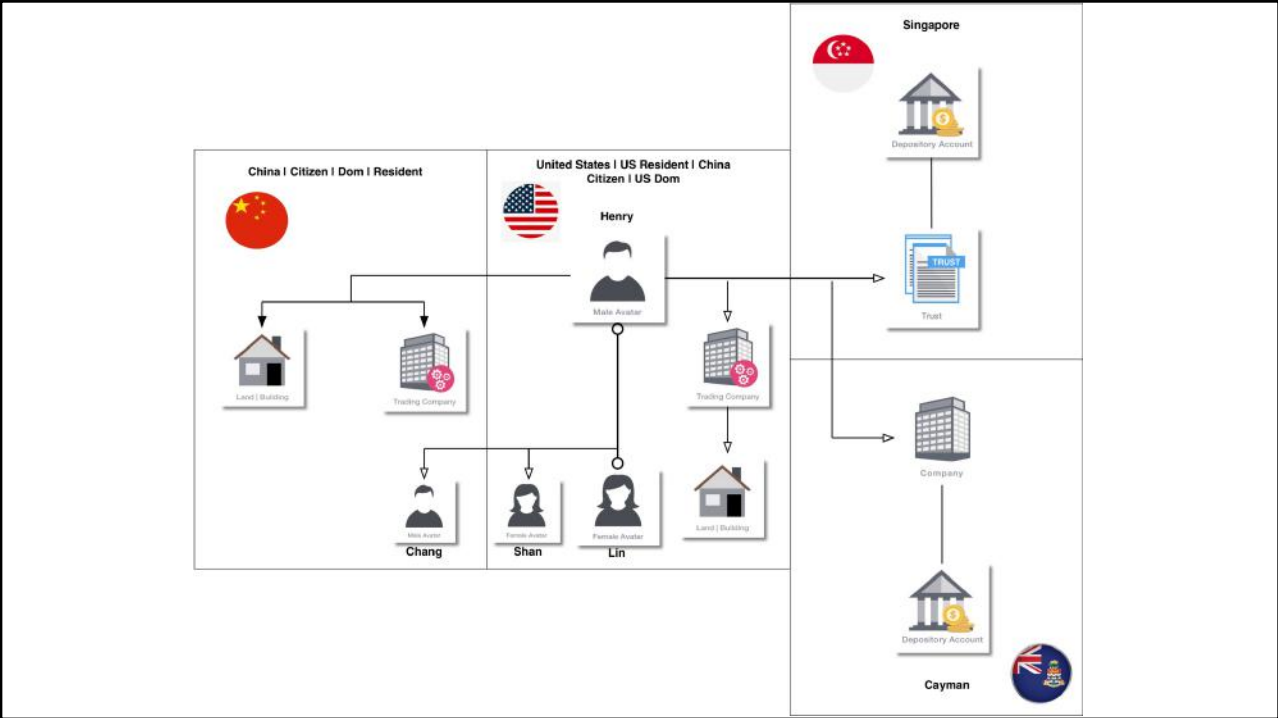 Singapore
Depository Account
China | Citizen | Dom | Resident
United States | US Resident | China
Citizen | US Dom
Henry
TRUST
Male Avatar
Trust
Land | Building
Trading Company
Trading Company
Company
Male Avatar
Female Avatar
Female Avatar
Land | Building
Chang
Shan
Lin
Depository Account
Cayman